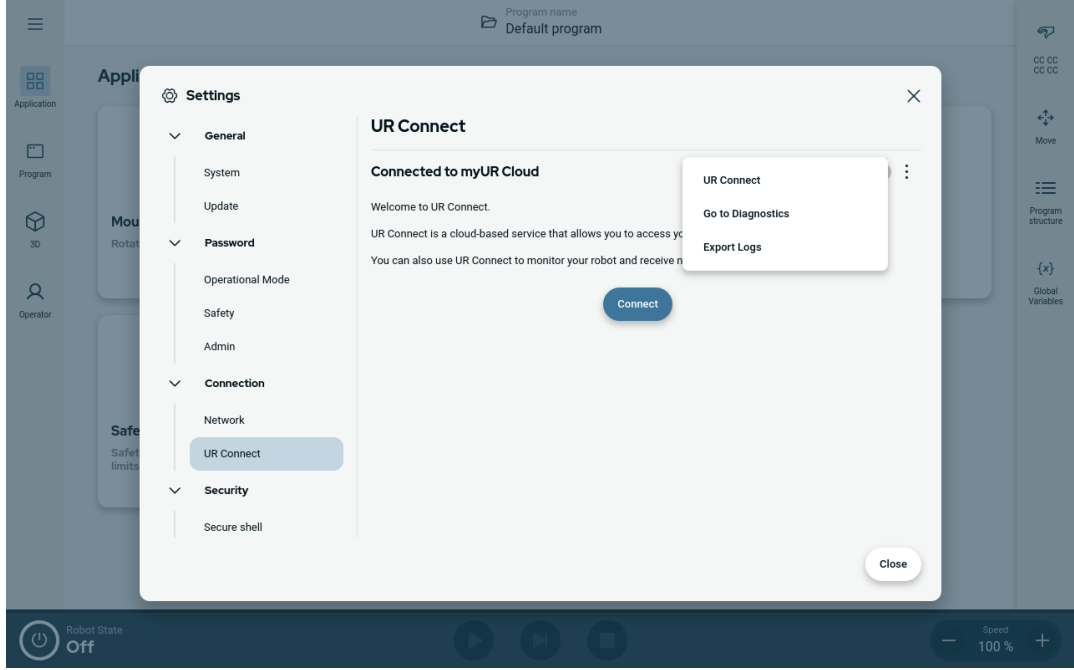 Program name
Default program
Application
Program
3D
Operator
Appli
Mou
Rotat
Safe
Safet
limits
Settings
General
System
Update
Password
Operational Mode
Safety
Admin
Connection
Network
UR Connect
Security
Secure shell
UR Connect
Connected to myUR Cloud
Welcome to UR Connect.
UR Connect is a cloud-based service that allows you to access yo
You can also use UR Connect to monitor your robot and receive n
UR Connect
Go to Diagnostics
Export Logs
Connect
Close
CC CC
CC CC
Move
Program
structure
{x}
Global
Variables
Robot State
Off
Speed
100 %